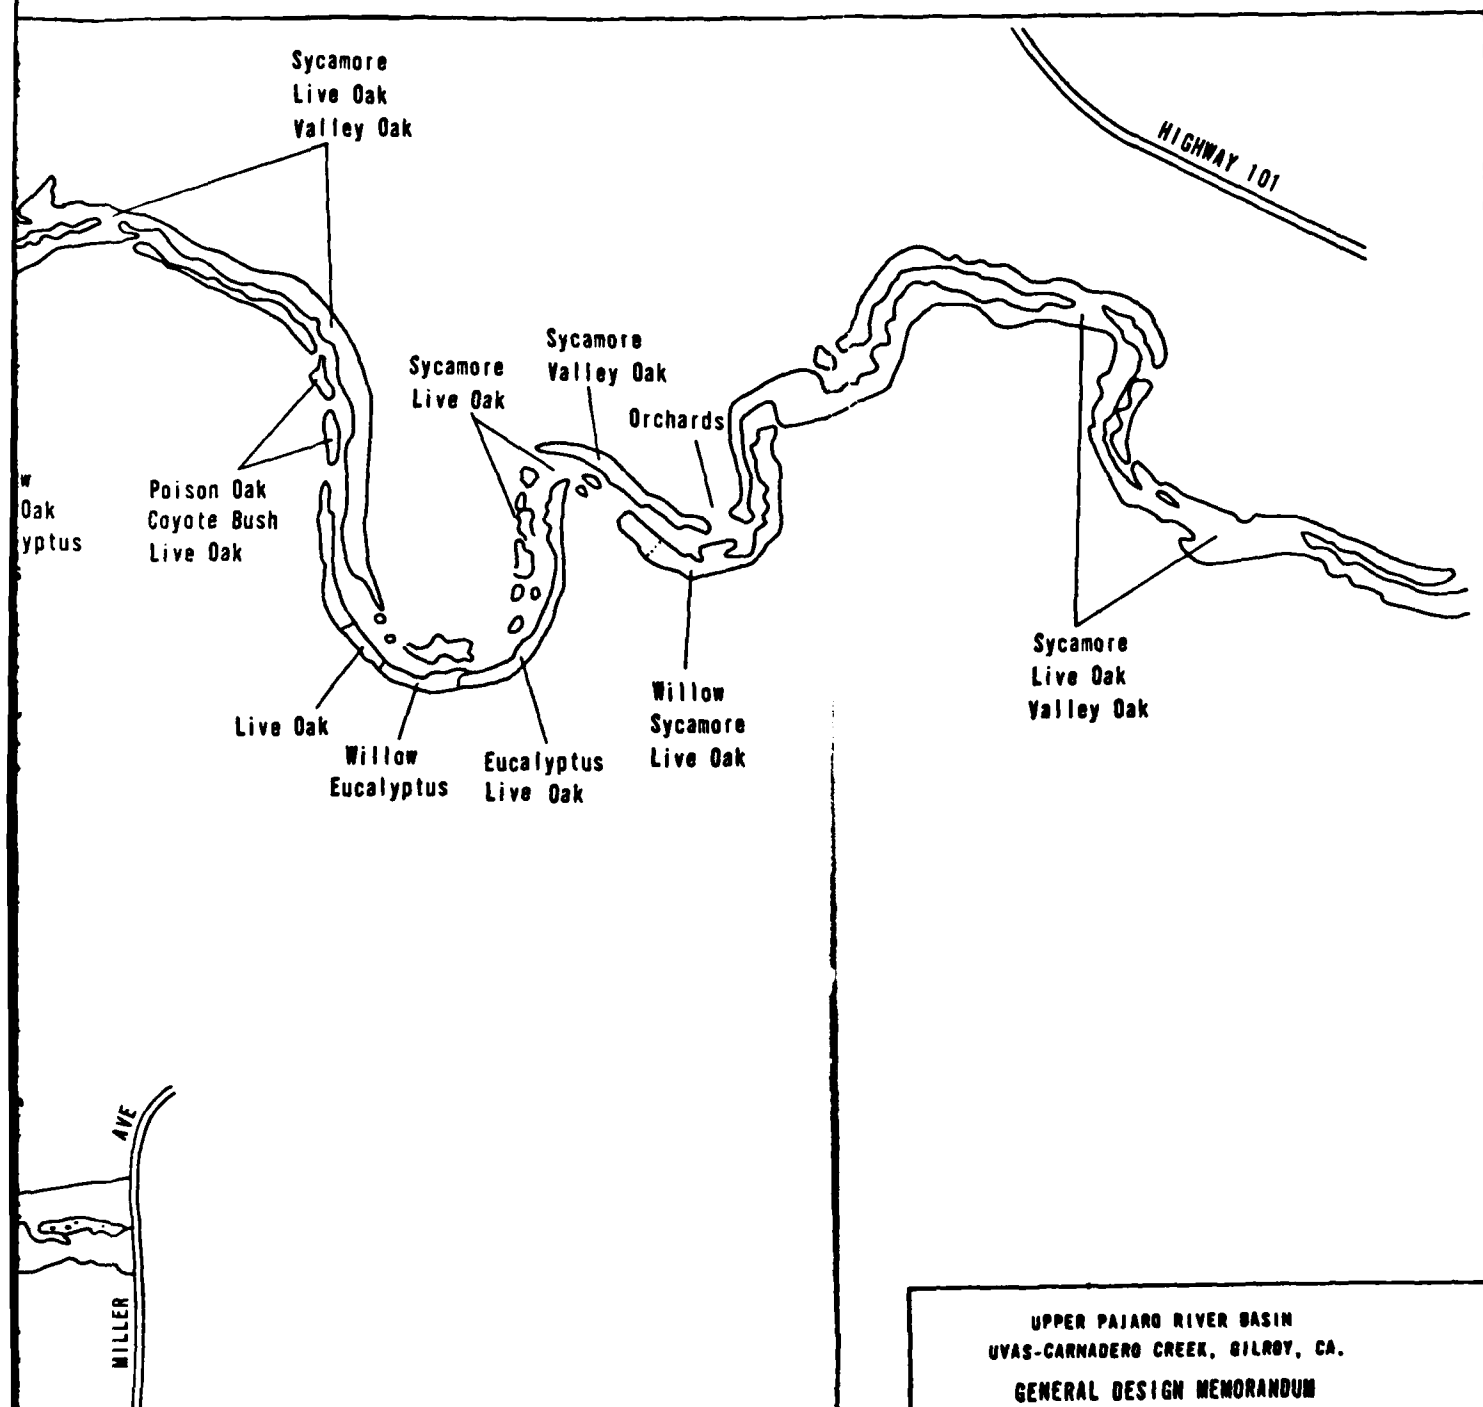 Sycamore
Live Oak
Valley Oak
HIGHWAY 101
Sycamore
Valley Oak
Sycamore
Live Oak
Orchards
Poison Oak
Coyote Bush
Live Oak
w
Oak
yptus
Sycamore
Live Oak
Valley Oak
Live Oak
Willow
Eucalyptus
Eucalyptus
Live Oak
Willow
Sycamore
Live Oak
MILLER AVE
UPPER PAJARO RIVER BASIN
UVAS-CARNADERO CREEK, GILROY, CA.
GENERAL DESIGN MEMORANDUM